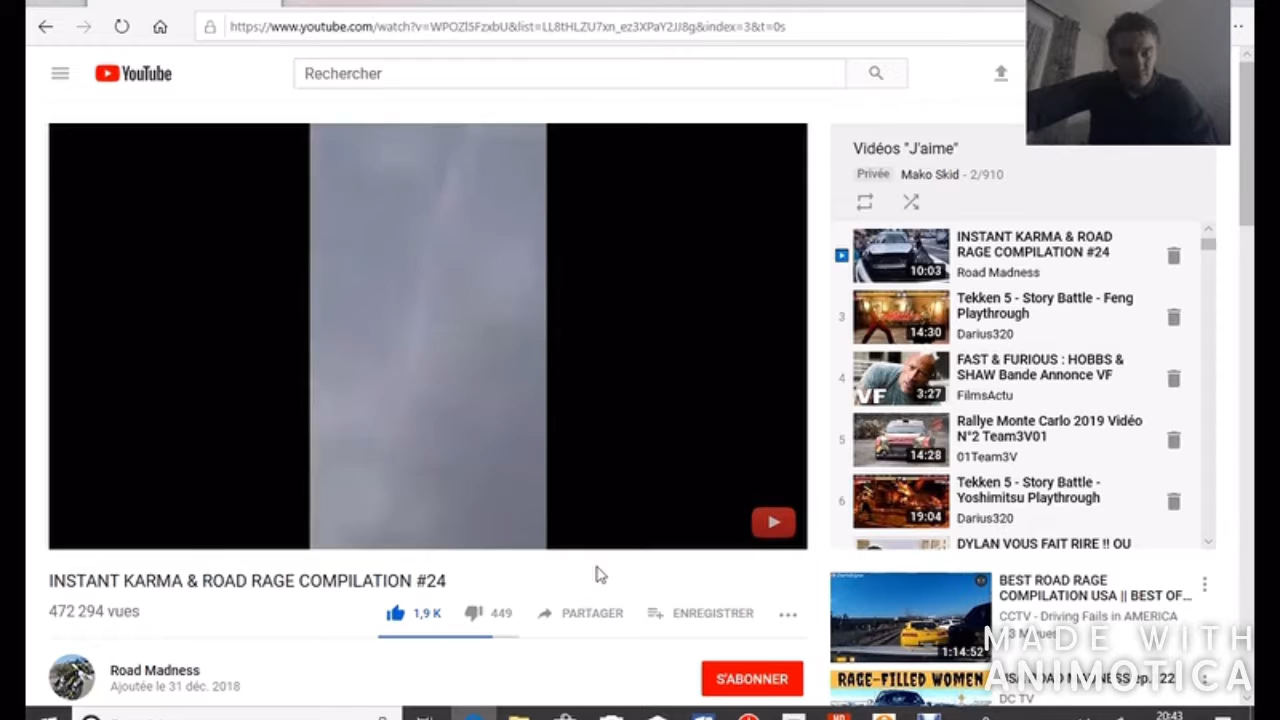 https://www.youtube.com/watch?v=WPOZl5FzxbU&list=LL8tHLZU7xn_ez3XPaY2JJ8g&index=3&t=0s
YouTube
Rechercher
Vidéos "J'aime"
Privée Mako Skid - 2/910
INSTANT KARMA & ROAD
RAGE COMPILATION #24
Road Madness
10:03
3
Tekken 5 - Story Battle - Feng
Playthrough
Darius320
14:30
4
FAST & FURIOUS : HOBBS &
SHAW Bande Annonce VF
FilmsActu
VF
3:27
5
Rallye Monte Carlo 2019 Vidéo
N°2 Team3V01
01Team3V
14:28
6
Tekken 5 - Story Battle -
Yoshimitsu Playthrough
Darius320
19:04
DYLAN VOUS FAIT RIRE !! OU
INSTANT KARMA & ROAD RAGE COMPILATION #24
472 294 vues
1,9 K
449
PARTAGER
ENREGISTRER
Road Madness
Ajoutée le 31 déc. 2018
S'ABONNER
BEST ROAD RAGE
COMPILATION USA || BEST OF...
CCTV - Driving Fails in AMERICA
1:14:52
RAGE-FILLED WOMEN
DC TV
MADE WITH
ANIMOTICA
20:43